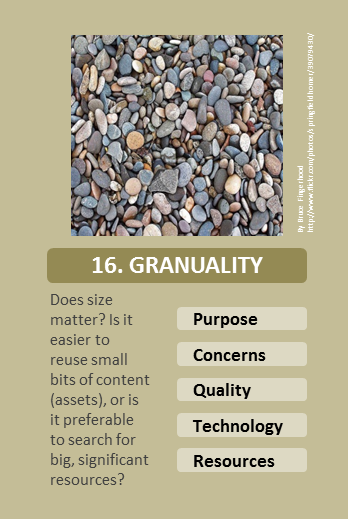 By Bruce Fingerhood
http://www.flickr.com/photos/springfieldhomer/39079430/
16. GRANUALITY
Does size
matter? Is it
easier to
reuse small
bits of content
(assets), or is
it preferable
to search for
big, significant
resources?
Purpose
Concerns
Quality
Technology
Resources